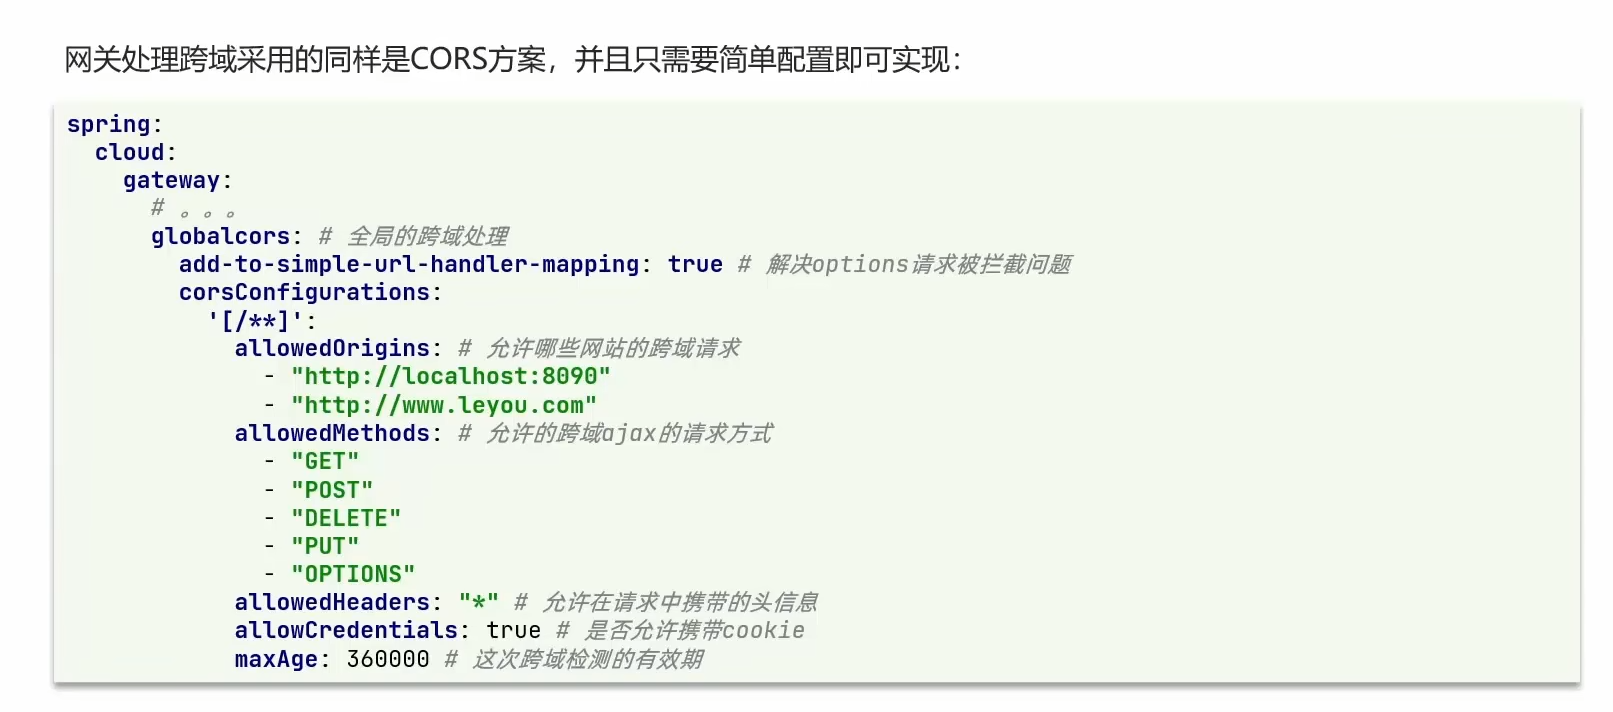 网关处理跨域采用的同样是CORS方案，并且只需要简单配置即可实现：
spring:
  cloud:
    gateway:
      # 。。。
      globalcors: # 全局的跨域处理
        add-to-simple-url-handler-mapping: true # 解决options请求被拦截问题
        corsConfigurations:
          '[/**]':
            allowedOrigins: # 允许哪些网站的跨域请求
              - "http://localhost:8090"
              - "http://www.leyou.com"
            allowedMethods: # 允许的跨域ajax的请求方式
              - "GET"
              - "POST"
              - "DELETE"
              - "PUT"
              - "OPTIONS"
            allowedHeaders: "*" # 允许在请求中携带的头信息
            allowCredentials: true # 是否允许携带cookie
            maxAge: 360000 # 这次跨域检测的有效期